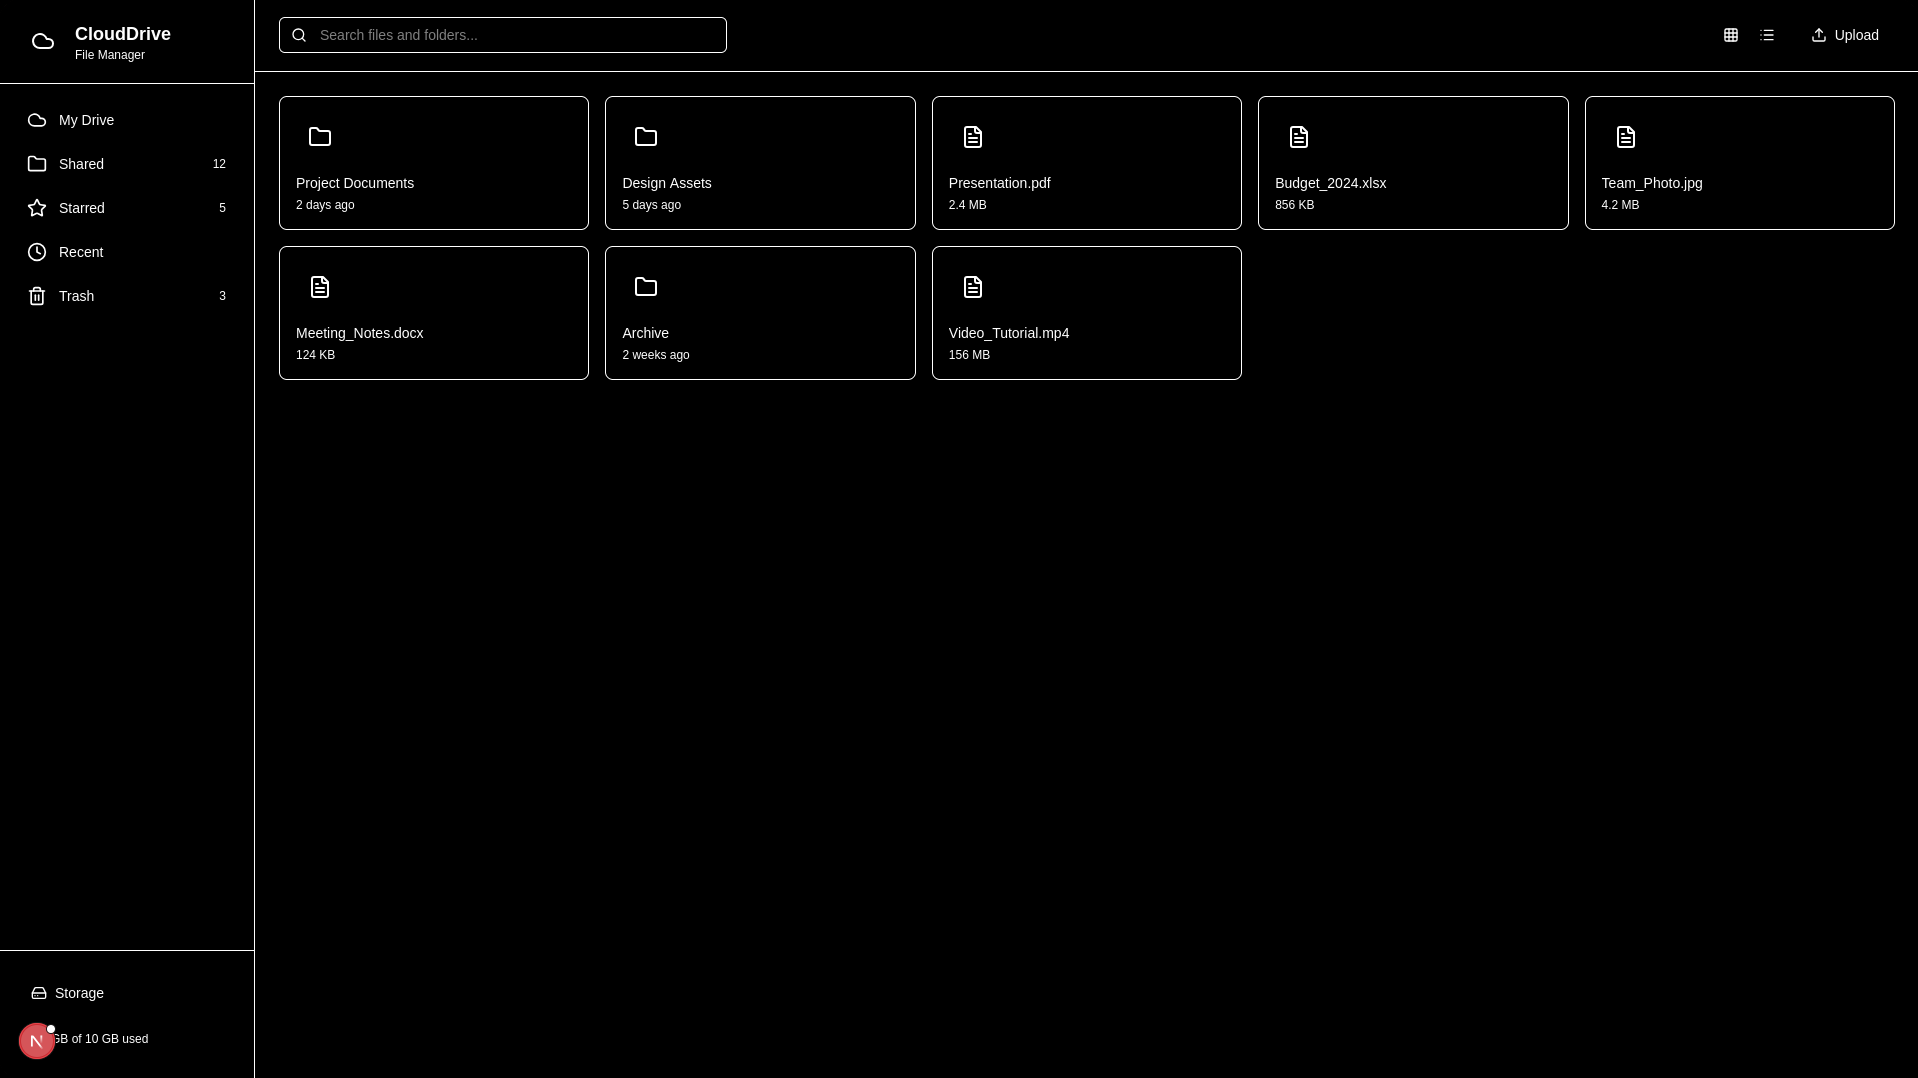 CloudDrive
File Manager
Search files and folders...
Upload
My Drive
Shared 12
Starred 5
Recent
Trash 3
Project Documents
2 days ago
Design Assets
5 days ago
Presentation.pdf
2.4 MB
Budget_2024.xlsx
856 KB
Team_Photo.jpg
4.2 MB
Meeting_Notes.docx
124 KB
Archive
2 weeks ago
Video_Tutorial.mp4
156 MB
Storage
GB of 10 GB used
N